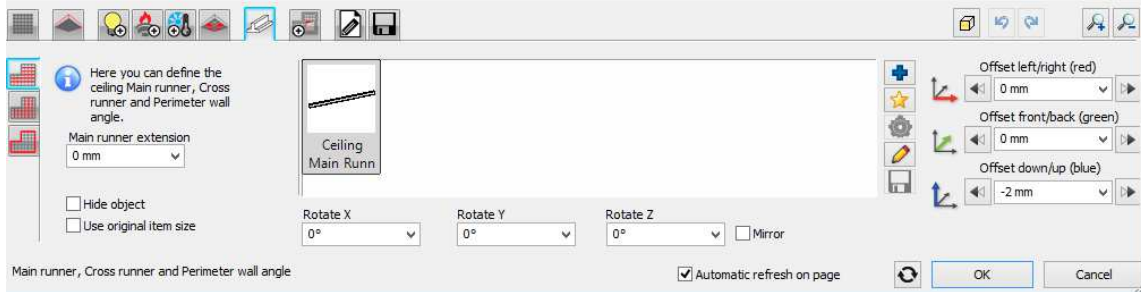 Here you can define the
ceiling Main runner, Cross
runner and Perimeter wall
angle.
Main runner extension
0 mm
Hide object
Use original item size
Ceiling
Main Runn
Rotate X
0°
Rotate Y
0°
Rotate Z
0°
Mirror
Offset left/right (red)
0 mm
Offset front/back (green)
0 mm
Offset down/up (blue)
-2 mm
Main runner, Cross runner and Perimeter wall angle
Automatic refresh on page
OK
Cancel